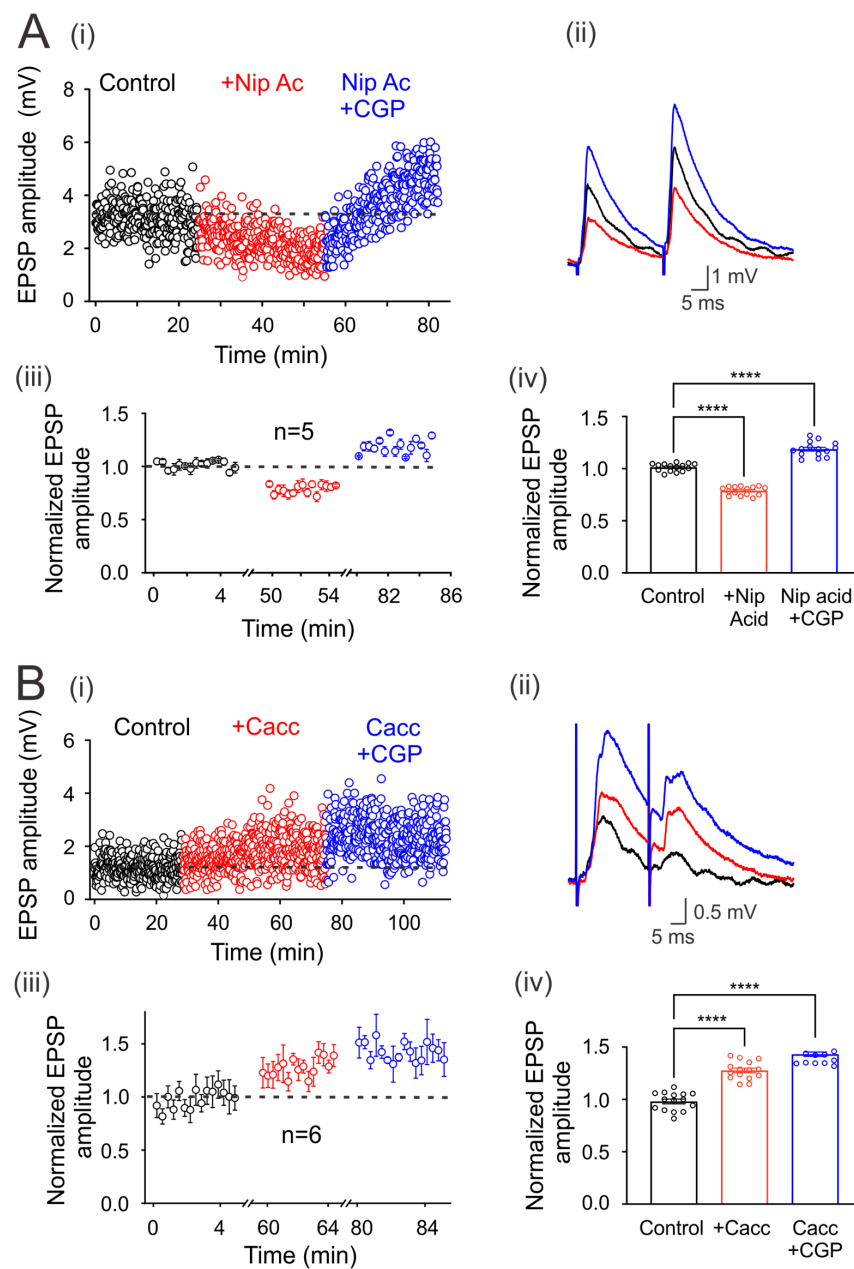 A
(i)
(ii)
EPSP amplitude (mV)
Control
+Nip Ac
Nip Ac
+CGP
8
6
4
2
0
0 20 40 60 80
Time (min)
1 mV
5 ms
(iii)
(iv)
Normalized EPSP
amplitude
1.5
1.0
0.5
0.0
n=5
0 4 50 54 82 86
Time (min)
Normalized EPSP
amplitude
1.5
1.0
0.5
0.0
****
****
Control
+Nip
Acid
Nip acid
+CGP
B
(i)
(ii)
EPSP amplitude (mV)
Control
+Cacc
Cacc
+CGP
6
4
2
0
0 20 40 60 80 100
Time (min)
0.5 mV
5 ms
(iii)
(iv)
Normalized EPSP
amplitude
1.5
1.0
0.5
0.0
n=6
0 4 60 64 80 84
Time (min)
Normalized EPSP
amplitude
1.5
1.0
0.5
0.0
****
****
Control
+Cacc
Cacc
+CGP